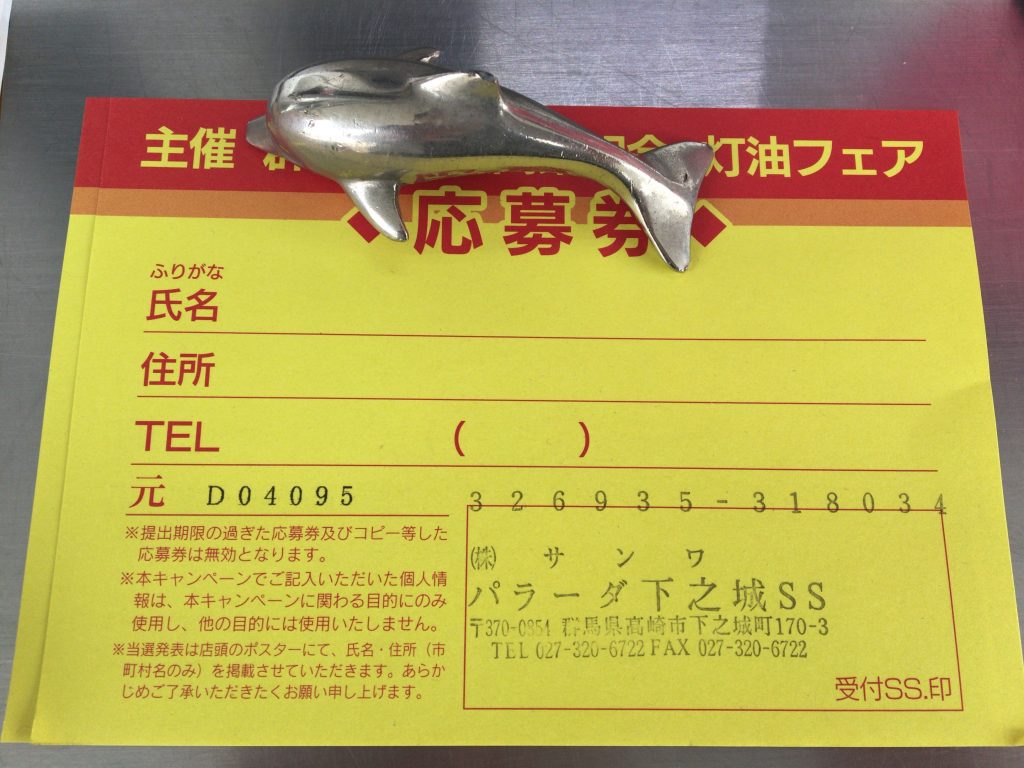 主催 群 灯油フェア
応募券
ふりがな
氏名
住所
TEL ( )
元 D04095
326935-318034
※提出期限の過ぎた応募券及びコピー等した
応募券は無効となります。
※本キャンペーンでご記入いただいた個人情
報は、本キャンペーンに関わる目的にのみ
使用し、他の目的には使用いたしません。
※当選発表は店頭のポスターにて、氏名・住所（市
町村名のみ）を掲載させていただきます。あらか
じめご了承いただきたくお願い申し上げます。
㈱ サンワ
パラーダ下之城SS
〒370-0854 群馬県高崎市下之城町170-3
TEL 027-320-6722 FAX 027-320-6722
受付SS.印